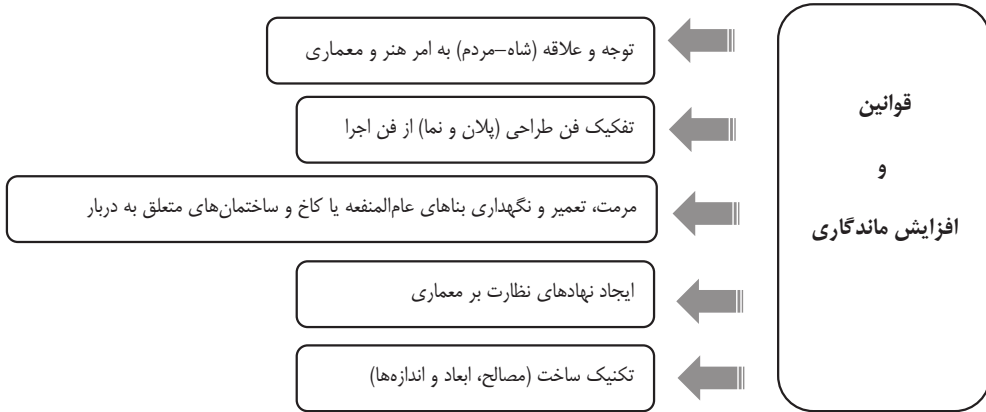 قوانین
و
افزایش ماندگاری
توجه و علاقه (شاه–مردم) به امر هنر و معماری
تفکیک فن طراحی (پلان و نما) از فن اجرا
مرمت، تعمیر و نگهداری بناهای عام‌المنفعه یا کاخ و ساختمان‌های متعلق به دربار
ایجاد نهادهای نظارت بر معماری
تکنیک ساخت (مصالح، ابعاد و اندازه‌ها)